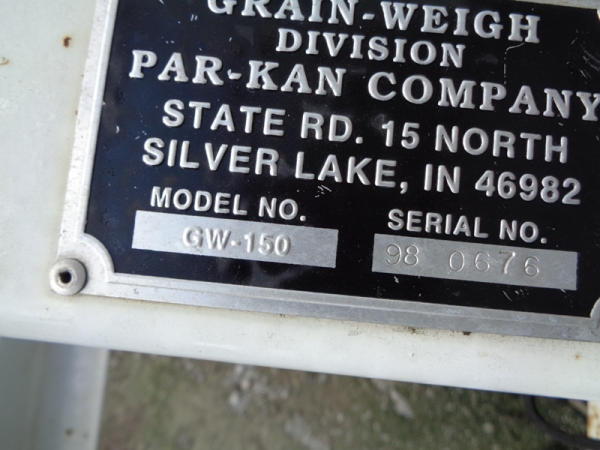 GRAIN-WEIGH
DIVISION
PAR-KAN COMPANY
STATE RD. 15 NORTH
SILVER LAKE, IN 46982
MODEL NO. SERIAL NO.
GW-150 98 0676